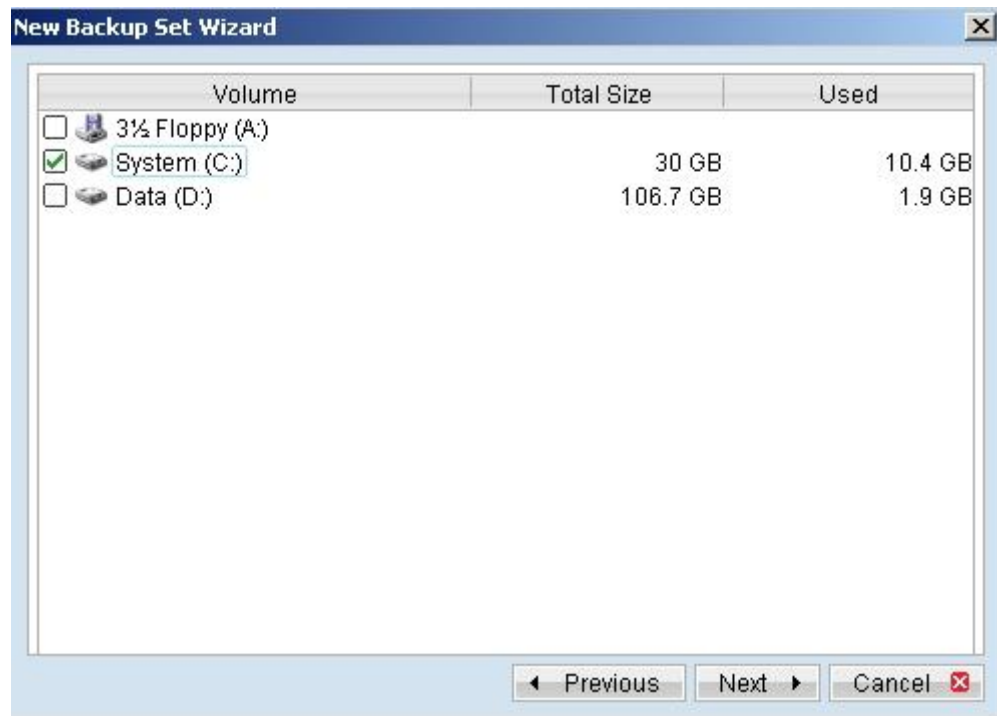 New Backup Set Wizard
Volume Total Size Used
3½ Floppy (A:)
System (C:) 30 GB 10.4 GB
Data (D:) 106.7 GB 1.9 GB
Previous Next Cancel